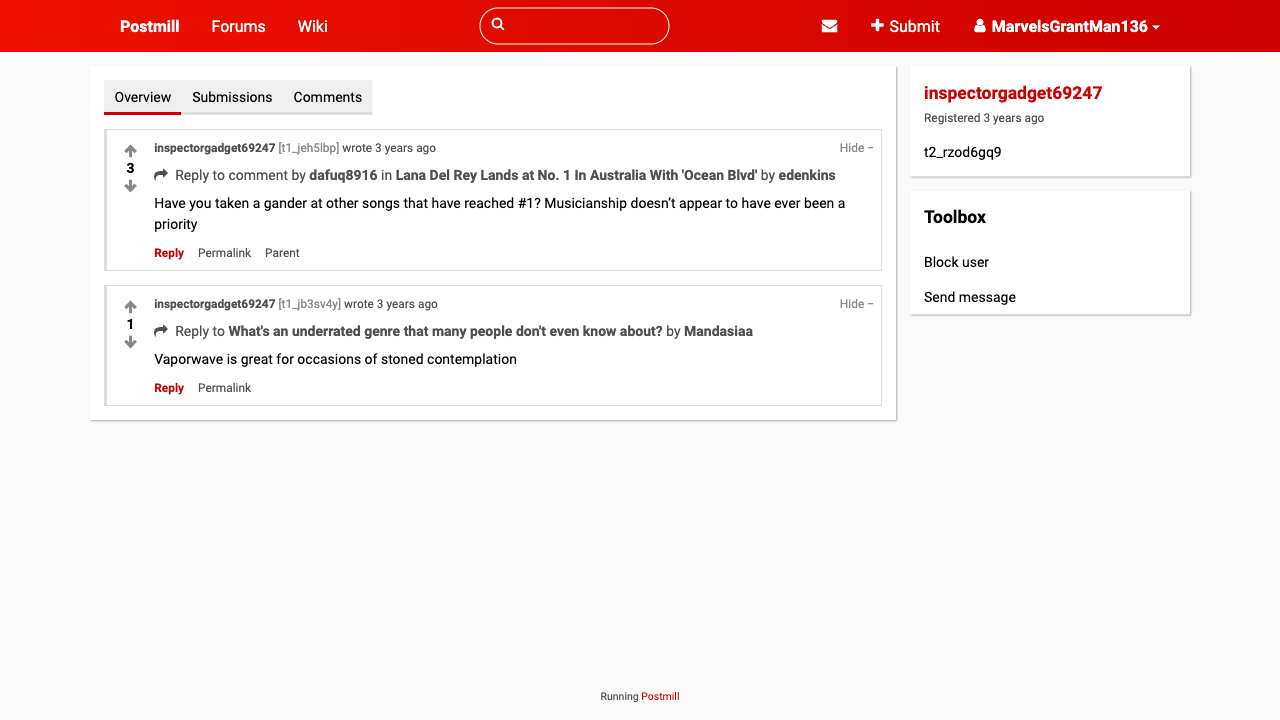 Postmill Forums Wiki Submit MarvelsGrantMan136
Overview Submissions Comments
inspectorgadget69247 [t1_jeh5lbp] wrote 3 years ago Hide −
3
Reply to comment by dafuq8916 in Lana Del Rey Lands at No. 1 In Australia With 'Ocean Blvd' by edenkins
Have you taken a gander at other songs that have reached #1? Musicianship doesn’t appear to have ever been a
priority
Reply Permalink Parent
inspectorgadget69247 [t1_jb3sv4y] wrote 3 years ago Hide −
1
Reply to What's an underrated genre that many people don't even know about? by Mandasiaa
Vaporwave is great for occasions of stoned contemplation
Reply Permalink
inspectorgadget69247
Registered 3 years ago
t2_rzod6gq9
Toolbox
Block user
Send message
Running Postmill